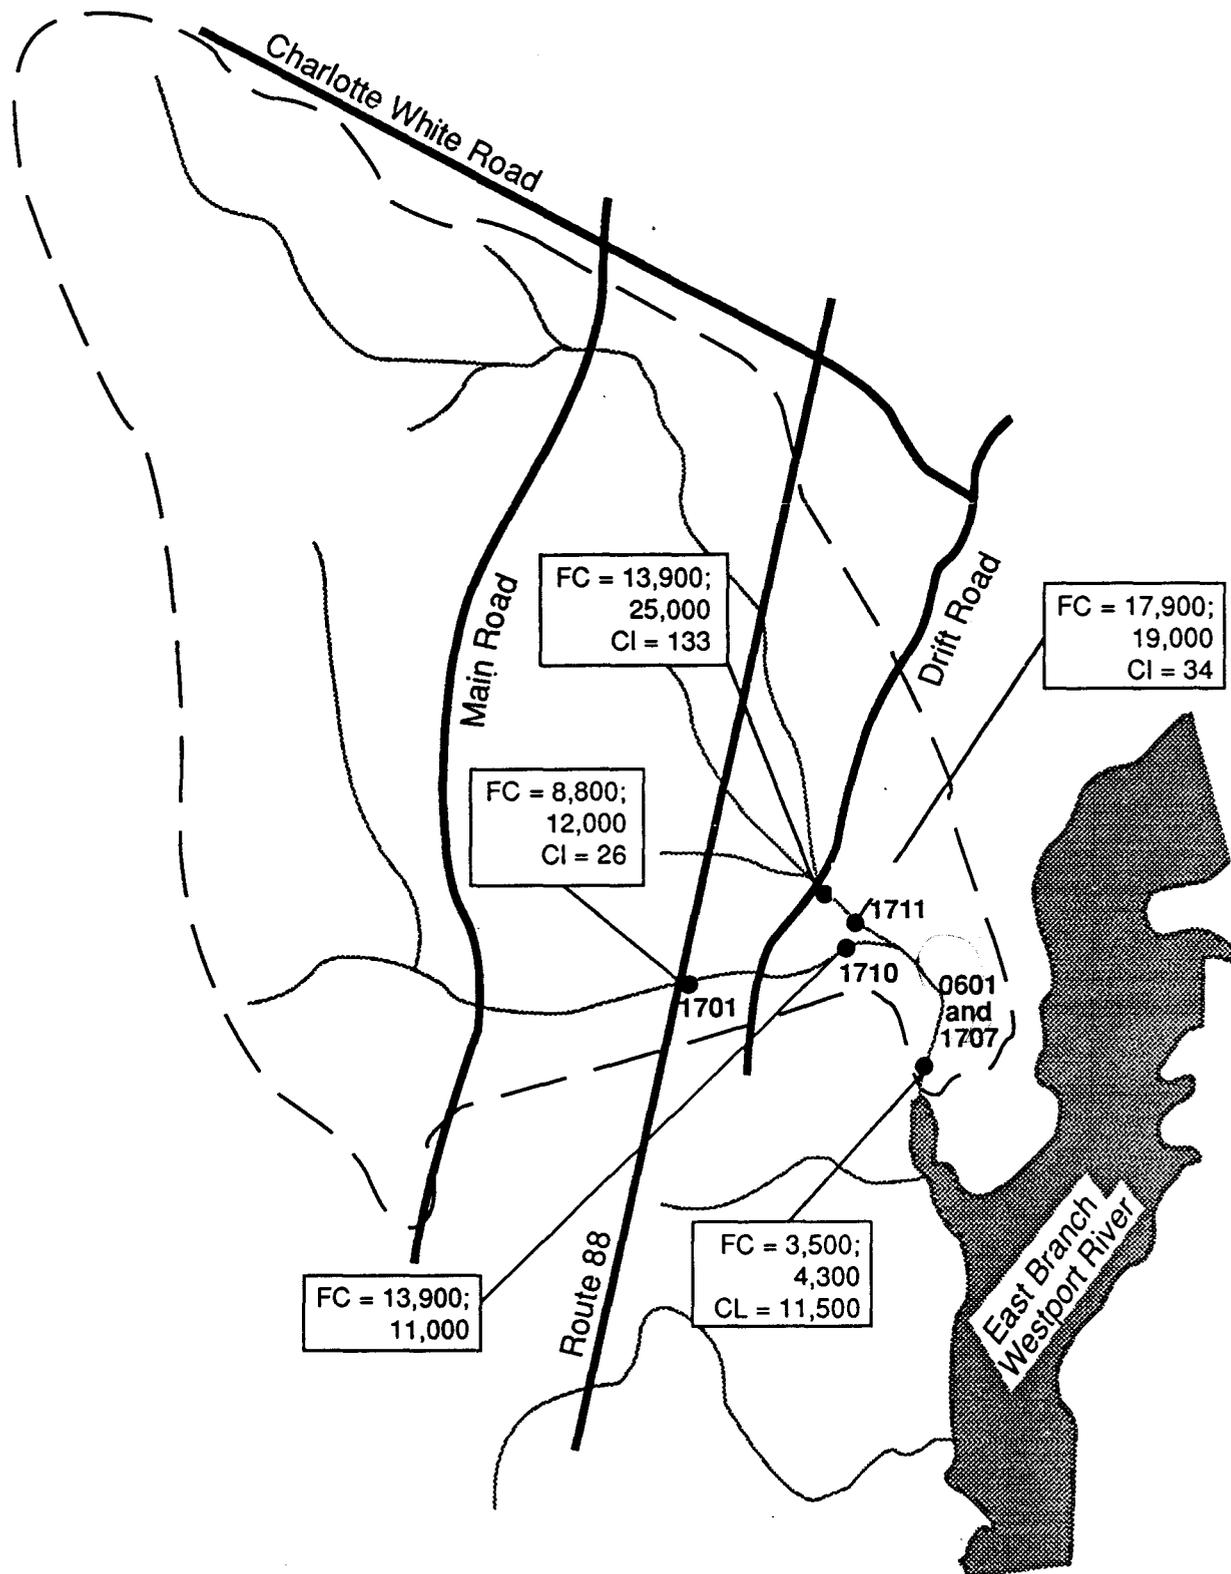 Charlotte White Road
FC = 13,900;
25,000
Cl = 133
Main Road
Drift Road
FC = 17,900;
19,000
Cl = 34
FC = 8,800;
12,000
Cl = 26
1711
1710
1701
0601
and
1707
FC = 13,900;
11,000
Route 88
FC = 3,500;
4,300
CL = 11,500
East Branch
Westport River